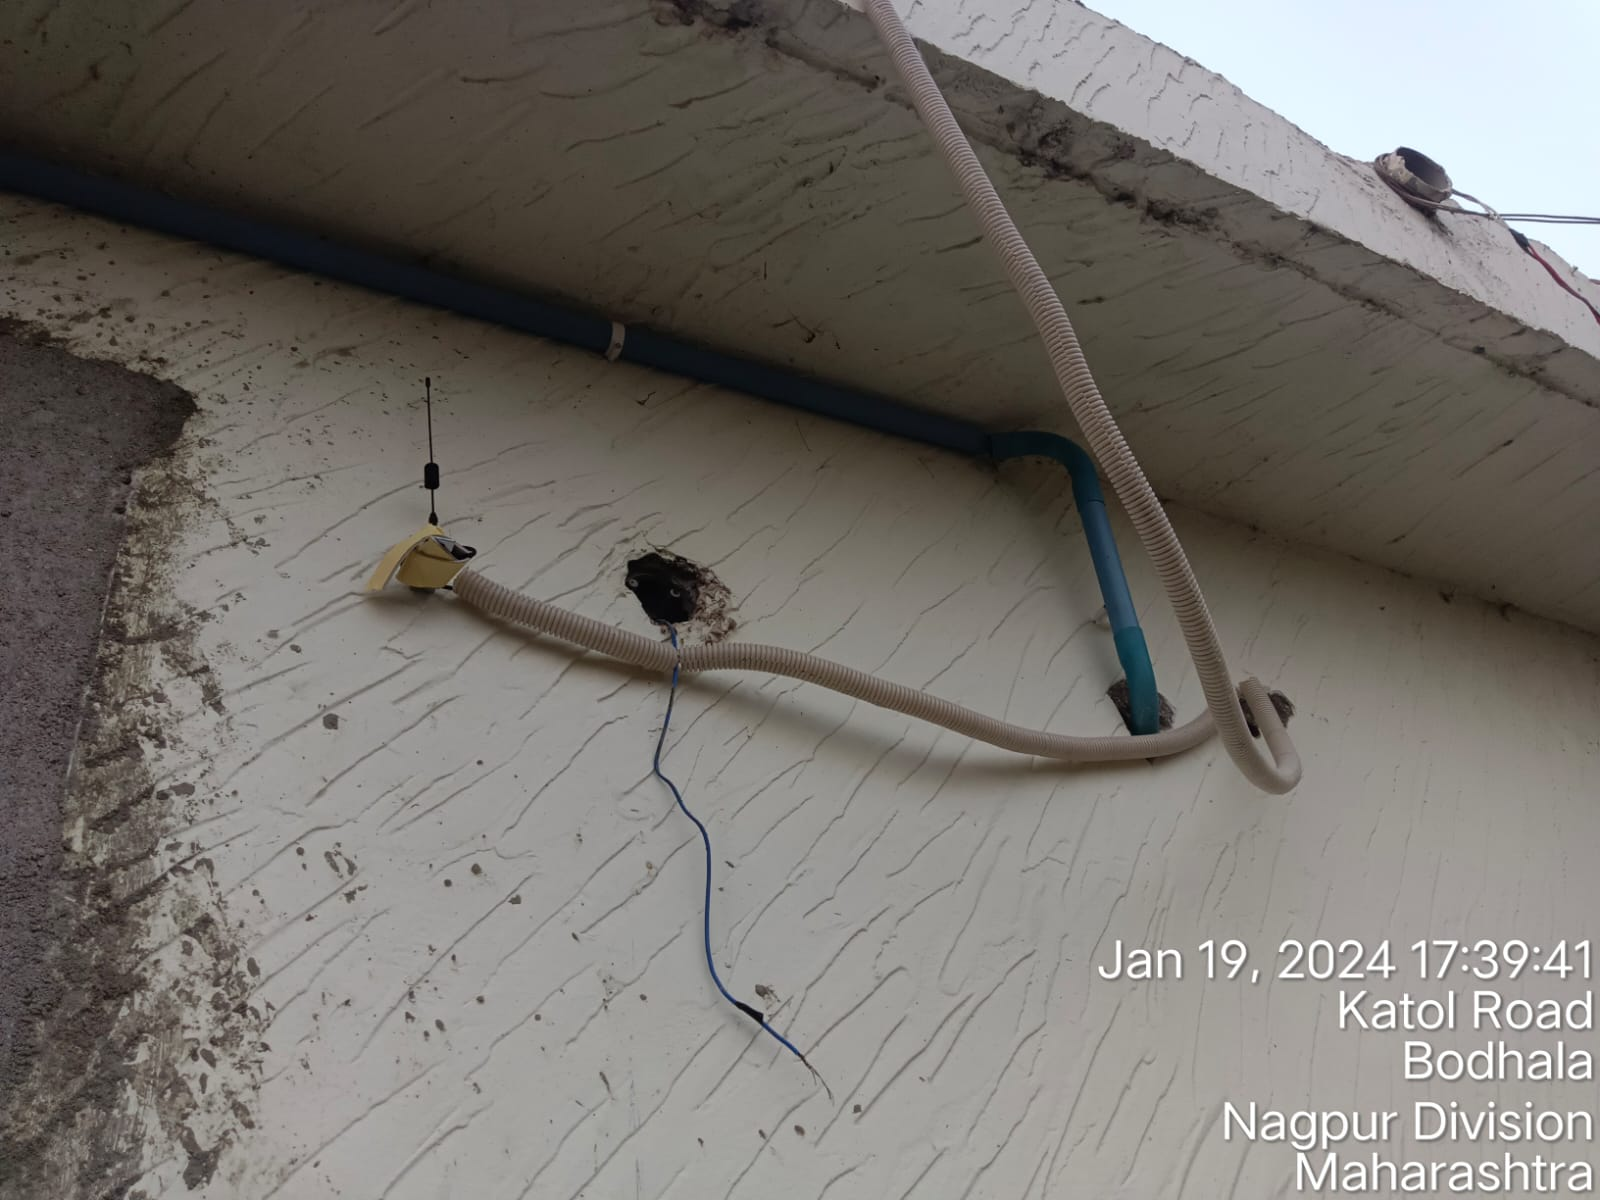 Jan 19, 2024 17:39:41
Katol Road
Bodhala
Nagpur Division
Maharashtra